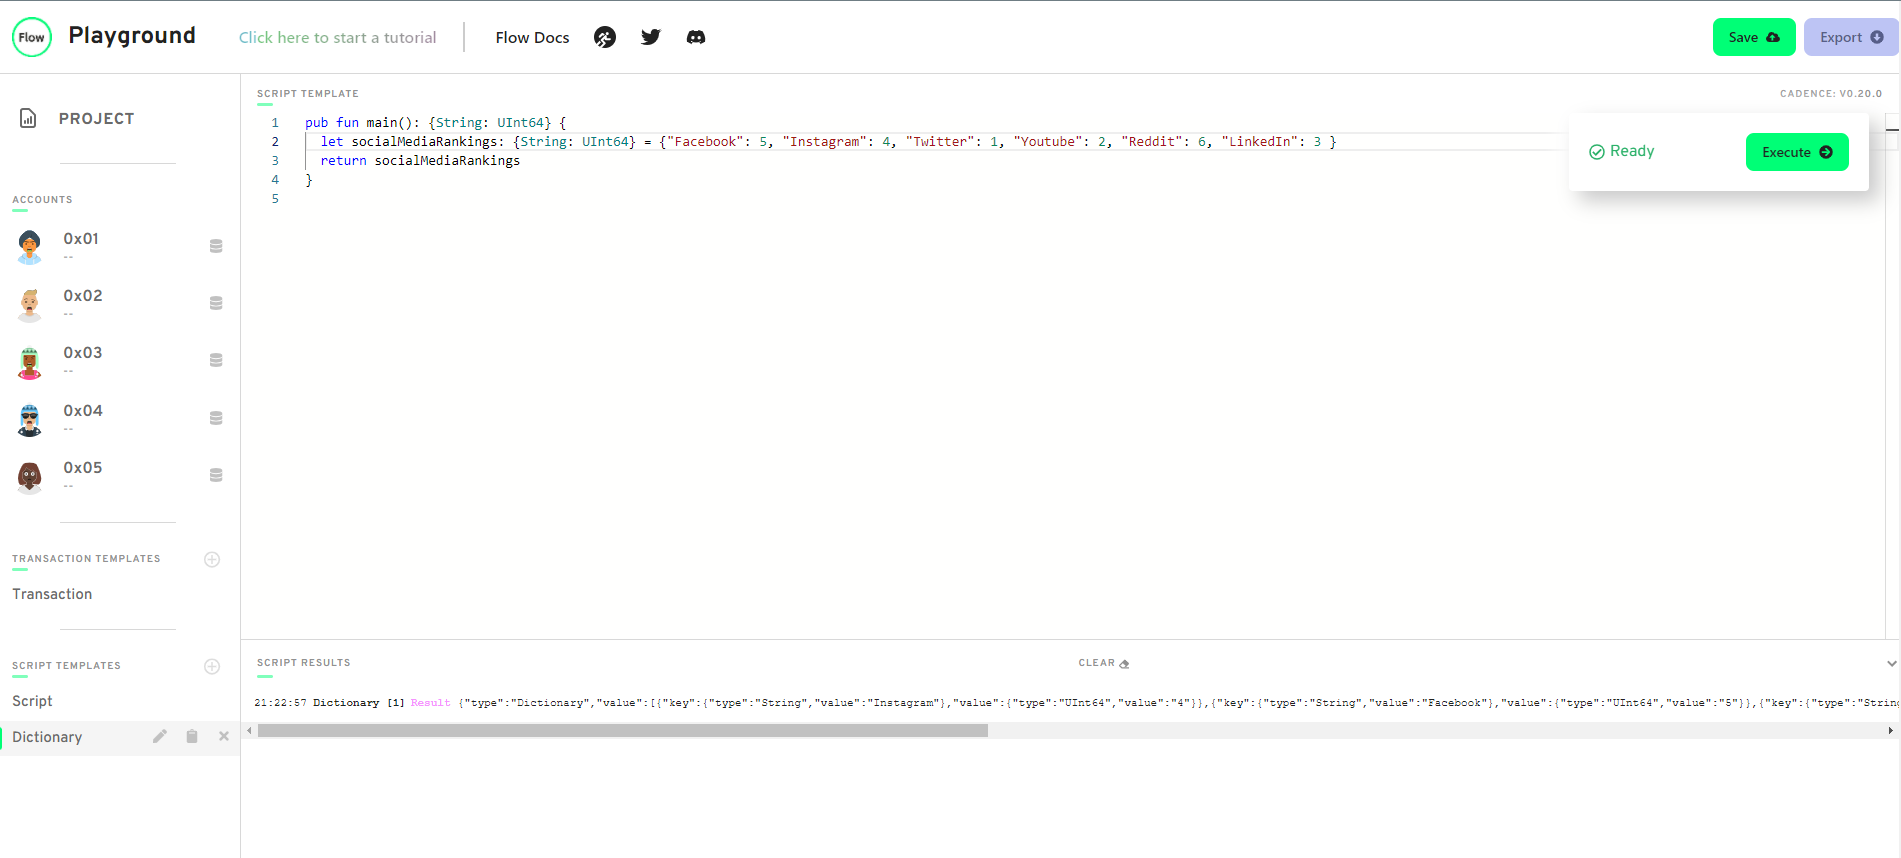 Flow Playground Click here to start a tutorial Flow Docs Save Export
PROJECT
ACCOUNTS
0x01
--
0x02
--
0x03
--
0x04
--
0x05
--
TRANSACTION TEMPLATES
Transaction
SCRIPT TEMPLATES
Script
Dictionary
SCRIPT TEMPLATE CADENCE: V0.20.0
1 pub fun main(): {String: UInt64} {
2 let socialMediaRankings: {String: UInt64} = {"Facebook": 5, "Instagram": 4, "Twitter": 1, "Youtube": 2, "Reddit": 6, "LinkedIn": 3 }
3 return socialMediaRankings
4 }
5
Ready Execute
SCRIPT RESULTS CLEAR
21:22:57 Dictionary [1] Result {"type":"Dictionary","value":[{"key":{"type":"String","value":"Instagram"},"value":{"type":"UInt64","value":"4"}},{"key":{"type":"String","value":"Facebook"},"value":{"type":"UInt64","value":"5"}},{"key":{"type":"String